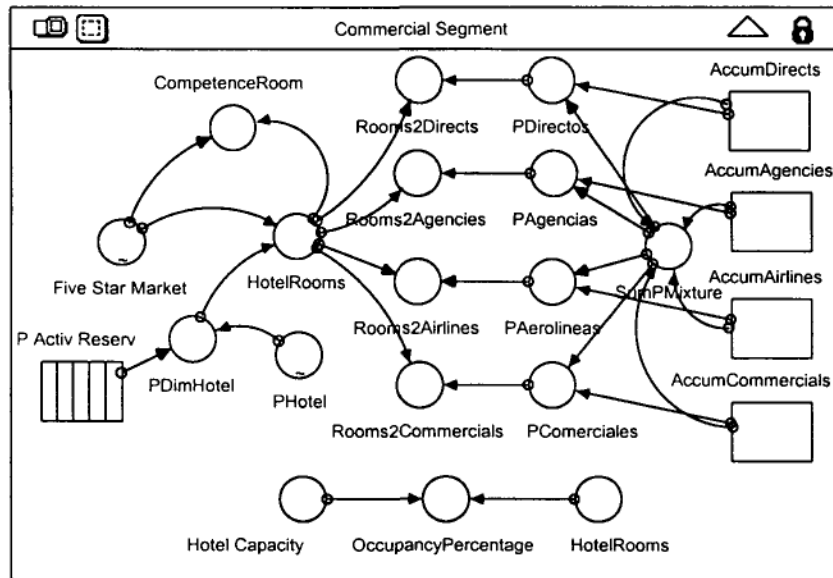 Commercial Segment
CompetenceRoom
AccumDirects
Rooms2Directs
PDirectos
AccumAgencies
Rooms2Agencies
PAgencias
Five Star Market
HotelRooms
AccumAirlines
SumPMixture
P Activ Reserv
Rooms2Airlines
PAerolineas
PDimHotel
PHotel
AccumCommercials
Rooms2Commercials
PComerciales
Hotel Capacity
OccupancyPercentage
HotelRooms
~
~